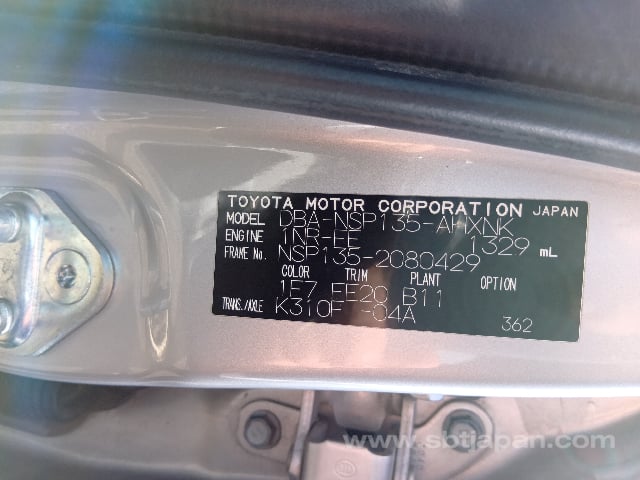 TOYOTA MOTOR CORPORATION JAPAN
MODEL DBA-NSP135-AHXNK
ENGINE 1NR-FE 1329 mL
FRAME No. NSP135-2080429
COLOR TRIM PLANT OPTION
1F7 FE20 B11
TRANS./AXLE K310F -04A
362
www.sbtjapan.com